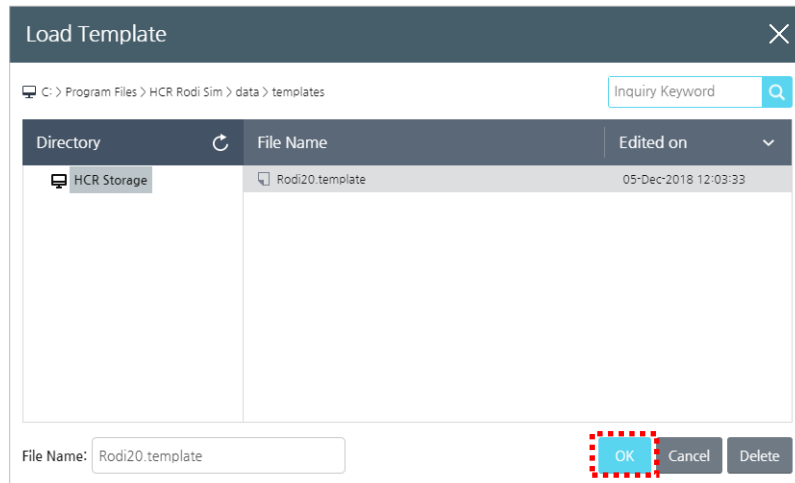 Load Template
C: > Program Files > HCR Rodi Sim > data > templates
Inquiry Keyword
Directory File Name Edited on
HCR Storage Rodi20.template 05-Dec-2018 12:03:33
File Name: Rodi20.template OK Cancel Delete